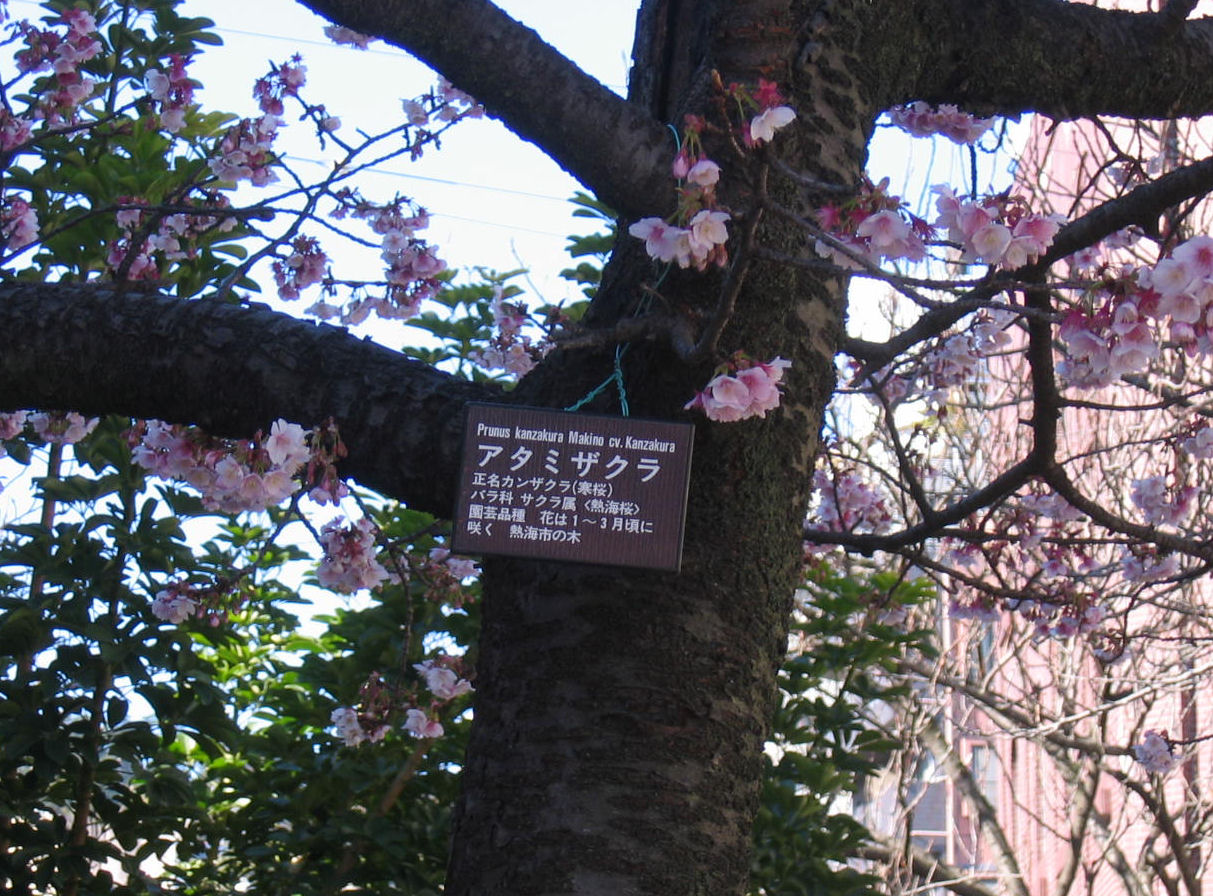 Prunus kanzakura Makino cv. Kanzakura
アタミザクラ
正名カンザクラ(寒桜)
バラ科 サクラ属 〈熱海桜〉
園芸品種 花は1〜3月頃に
咲く 熱海市の木